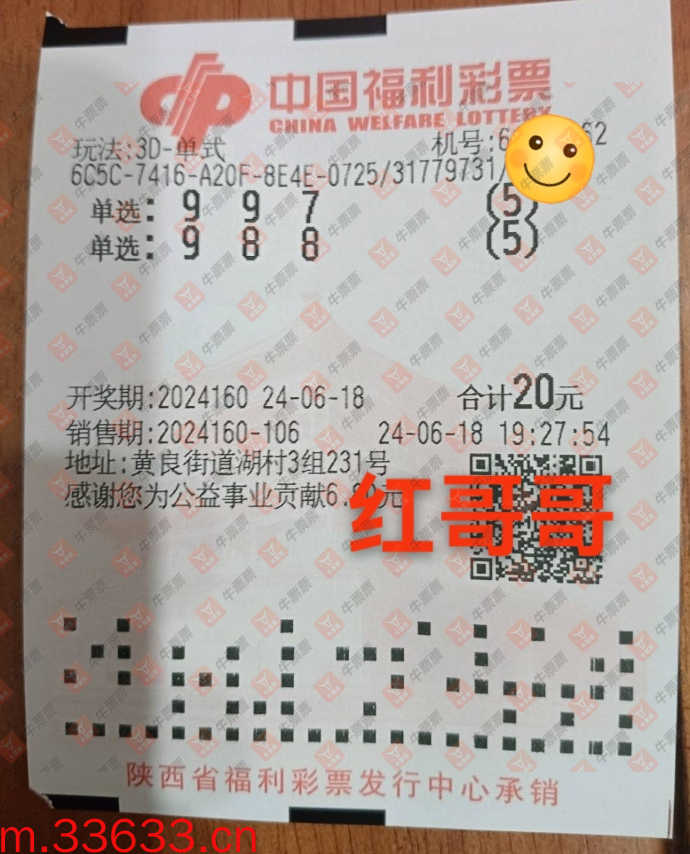 中国福利彩票
CHINA WELFARE LOTTERY
玩法:3D-单式 机号:6 62
6C5C-7416-A20F-8E4E-0725/31779731/
单选: 9 9 7 (5)
单选: 9 8 8 (5)
开奖期:2024160 24-06-18 合计20元
销售期:2024160-106 24-06-18 19:27:54
地址:黄良街道湖村3组231号
感谢您为公益事业贡献6. 元
红哥哥
陕西省福利彩票发行中心承销
m.33633.cn
牛票票